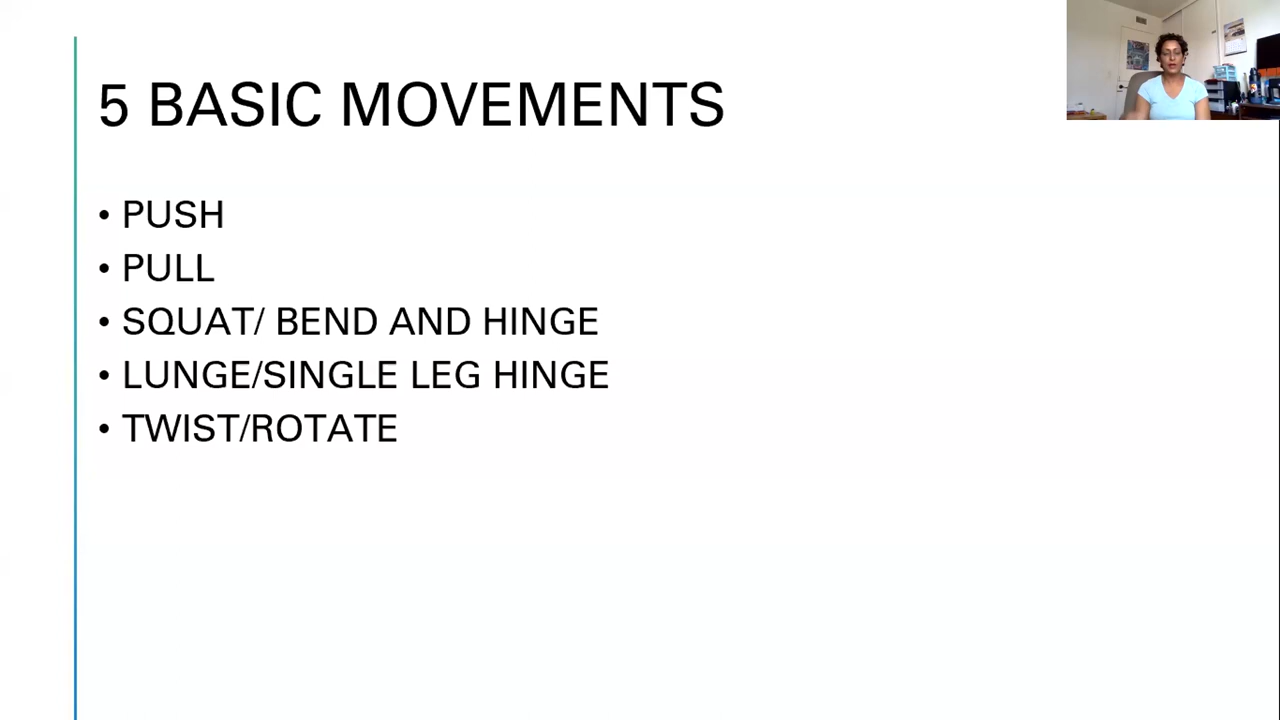 5 BASIC MOVEMENTS
• PUSH
• PULL
• SQUAT/ BEND AND HINGE
• LUNGE/SINGLE LEG HINGE
• TWIST/ROTATE